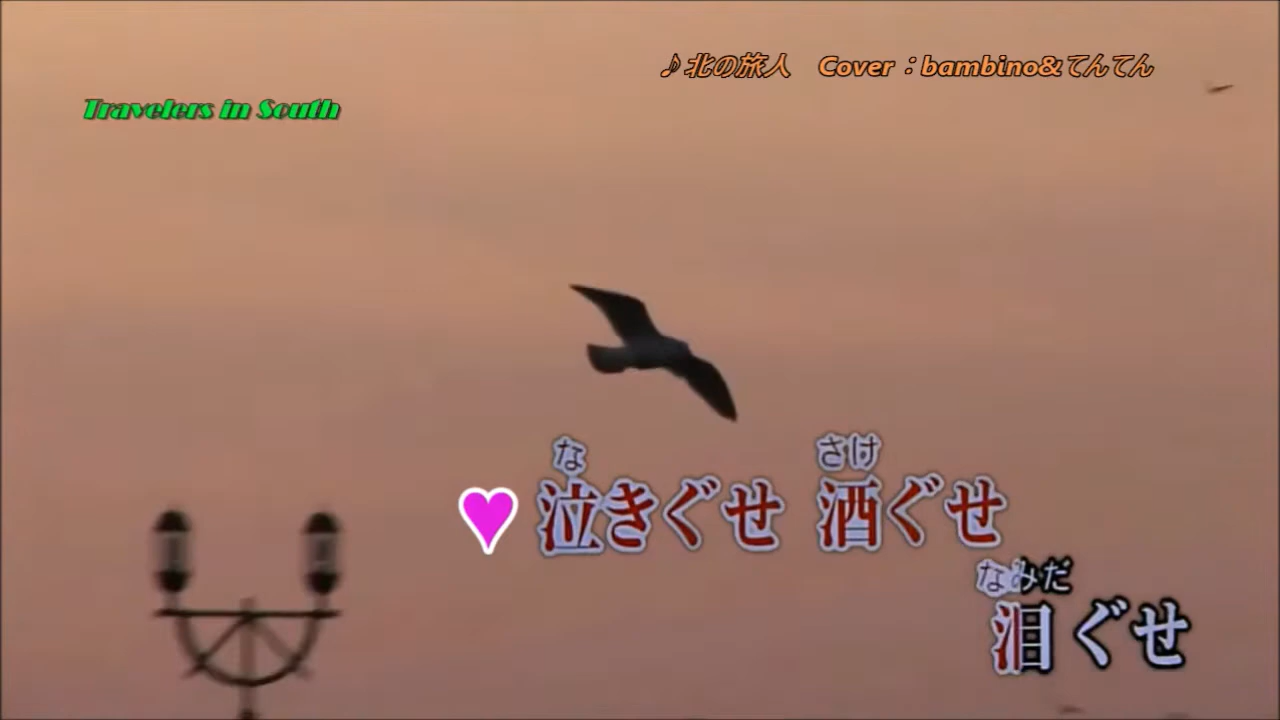 ♪北の旅人　Cover：bambino&てんてん
Travelers in South
な　さけ
♥泣きぐせ 酒ぐせ
なみだ
泪ぐせ